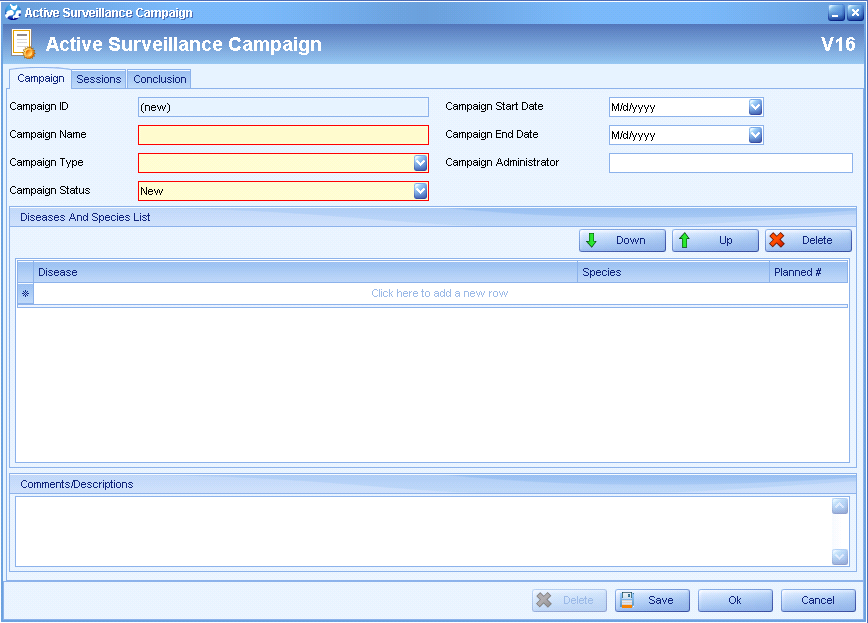 Active Surveillance Campaign
Active Surveillance Campaign V16
Campaign Sessions Conclusion
Campaign ID (new) Campaign Start Date M/d/yyyy
Campaign Name Campaign End Date M/d/yyyy
Campaign Type Campaign Administrator
Campaign Status New
Diseases And Species List
Down Up Delete
Disease Species Planned #
Click here to add a new row
Comments/Descriptions
Delete Save Ok Cancel